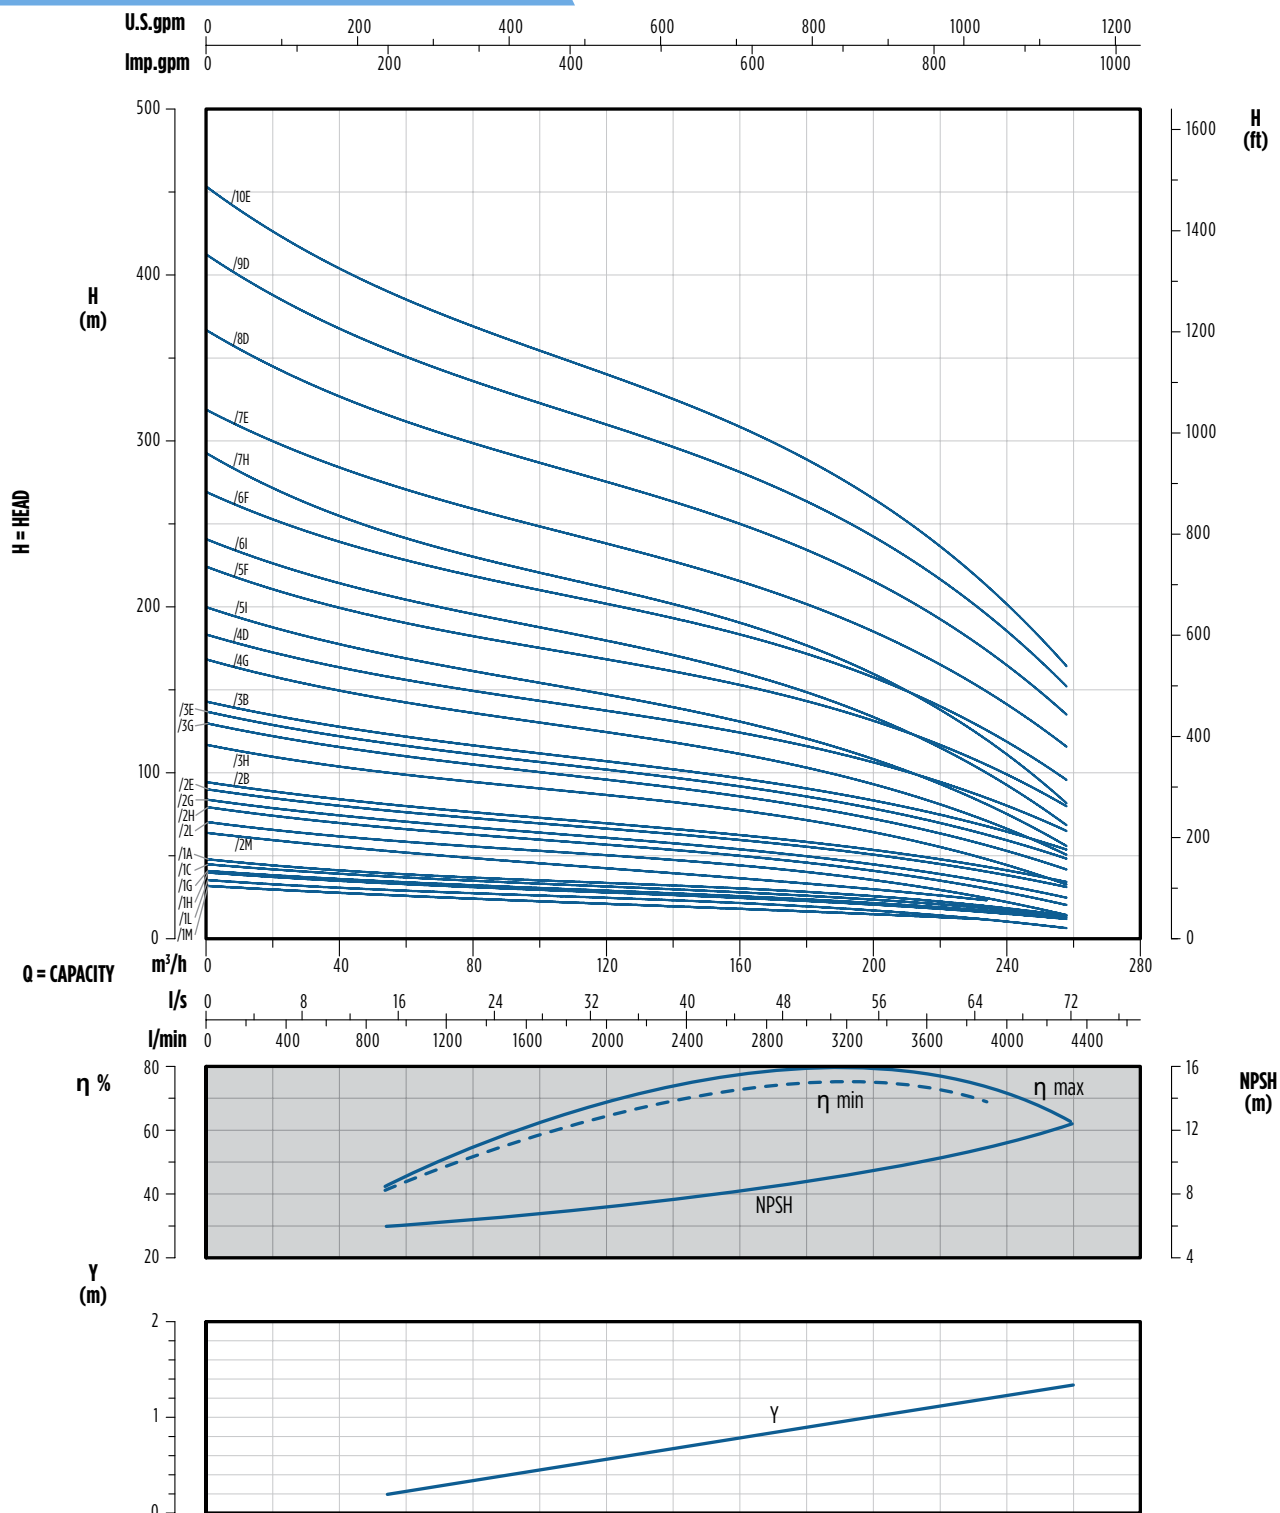 U.S.gpm 0 200 400 600 800 1000 1200
Imp.gpm 0 200 400 600 800 1000
H = HEAD
H
(m)
500
400
300
200
100
0
H
(ft)
1600
1400
1200
1000
800
600
400
200
0
/10E
/9D
/8D
/7E
/7H
/6F
/6I
/5F
/5I
/4D
/4G
/3B
/3E
/3G
/3H
/2B
/2E
/2G
/2H
/2L
/2M
/1A
/1C
/1G
/1H
/1L
/1M
Q = CAPACITY m³/h 0 40 80 120 160 200 240 280
l/s 0 8 16 24 32 40 48 56 64 72
l/min 0 400 800 1200 1600 2000 2400 2800 3200 3600 4000 4400
η %
80
60
40
20
η max
η min
NPSH
NPSH
(m)
16
12
8
4
Y
(m)
2
1
0
Y